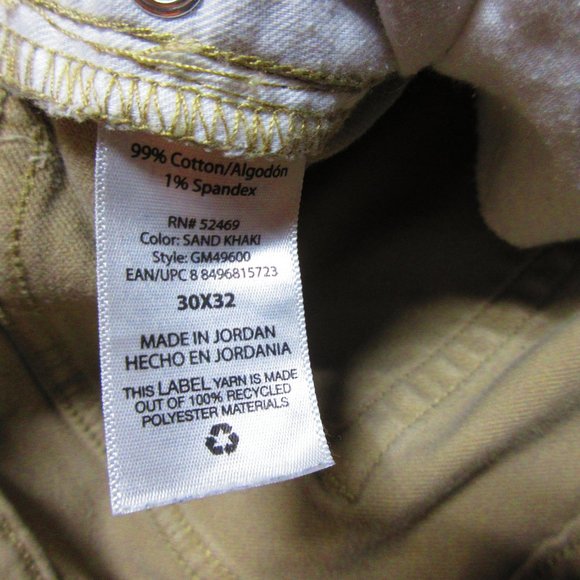 99% Cotton/Algodón
1% Spandex
RN# 52469
Color: SAND KHAKI
Style: GM49600
EAN/UPC 8 8496815723
30X32
MADE IN JORDAN
HECHO EN JORDANIA
THIS LABEL YARN IS MADE
OUT OF 100% RECYCLED
POLYESTER MATERIALS